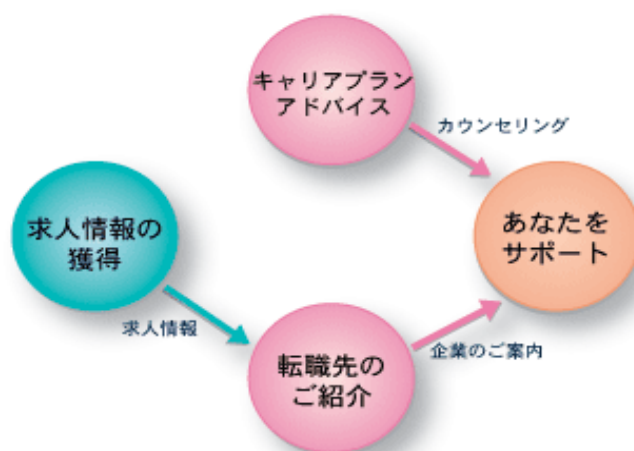 キャリアプラン
アドバイス
カウンセリング
求人情報の
獲得
あなたを
サポート
求人情報
転職先の
ご紹介
企業のご案内